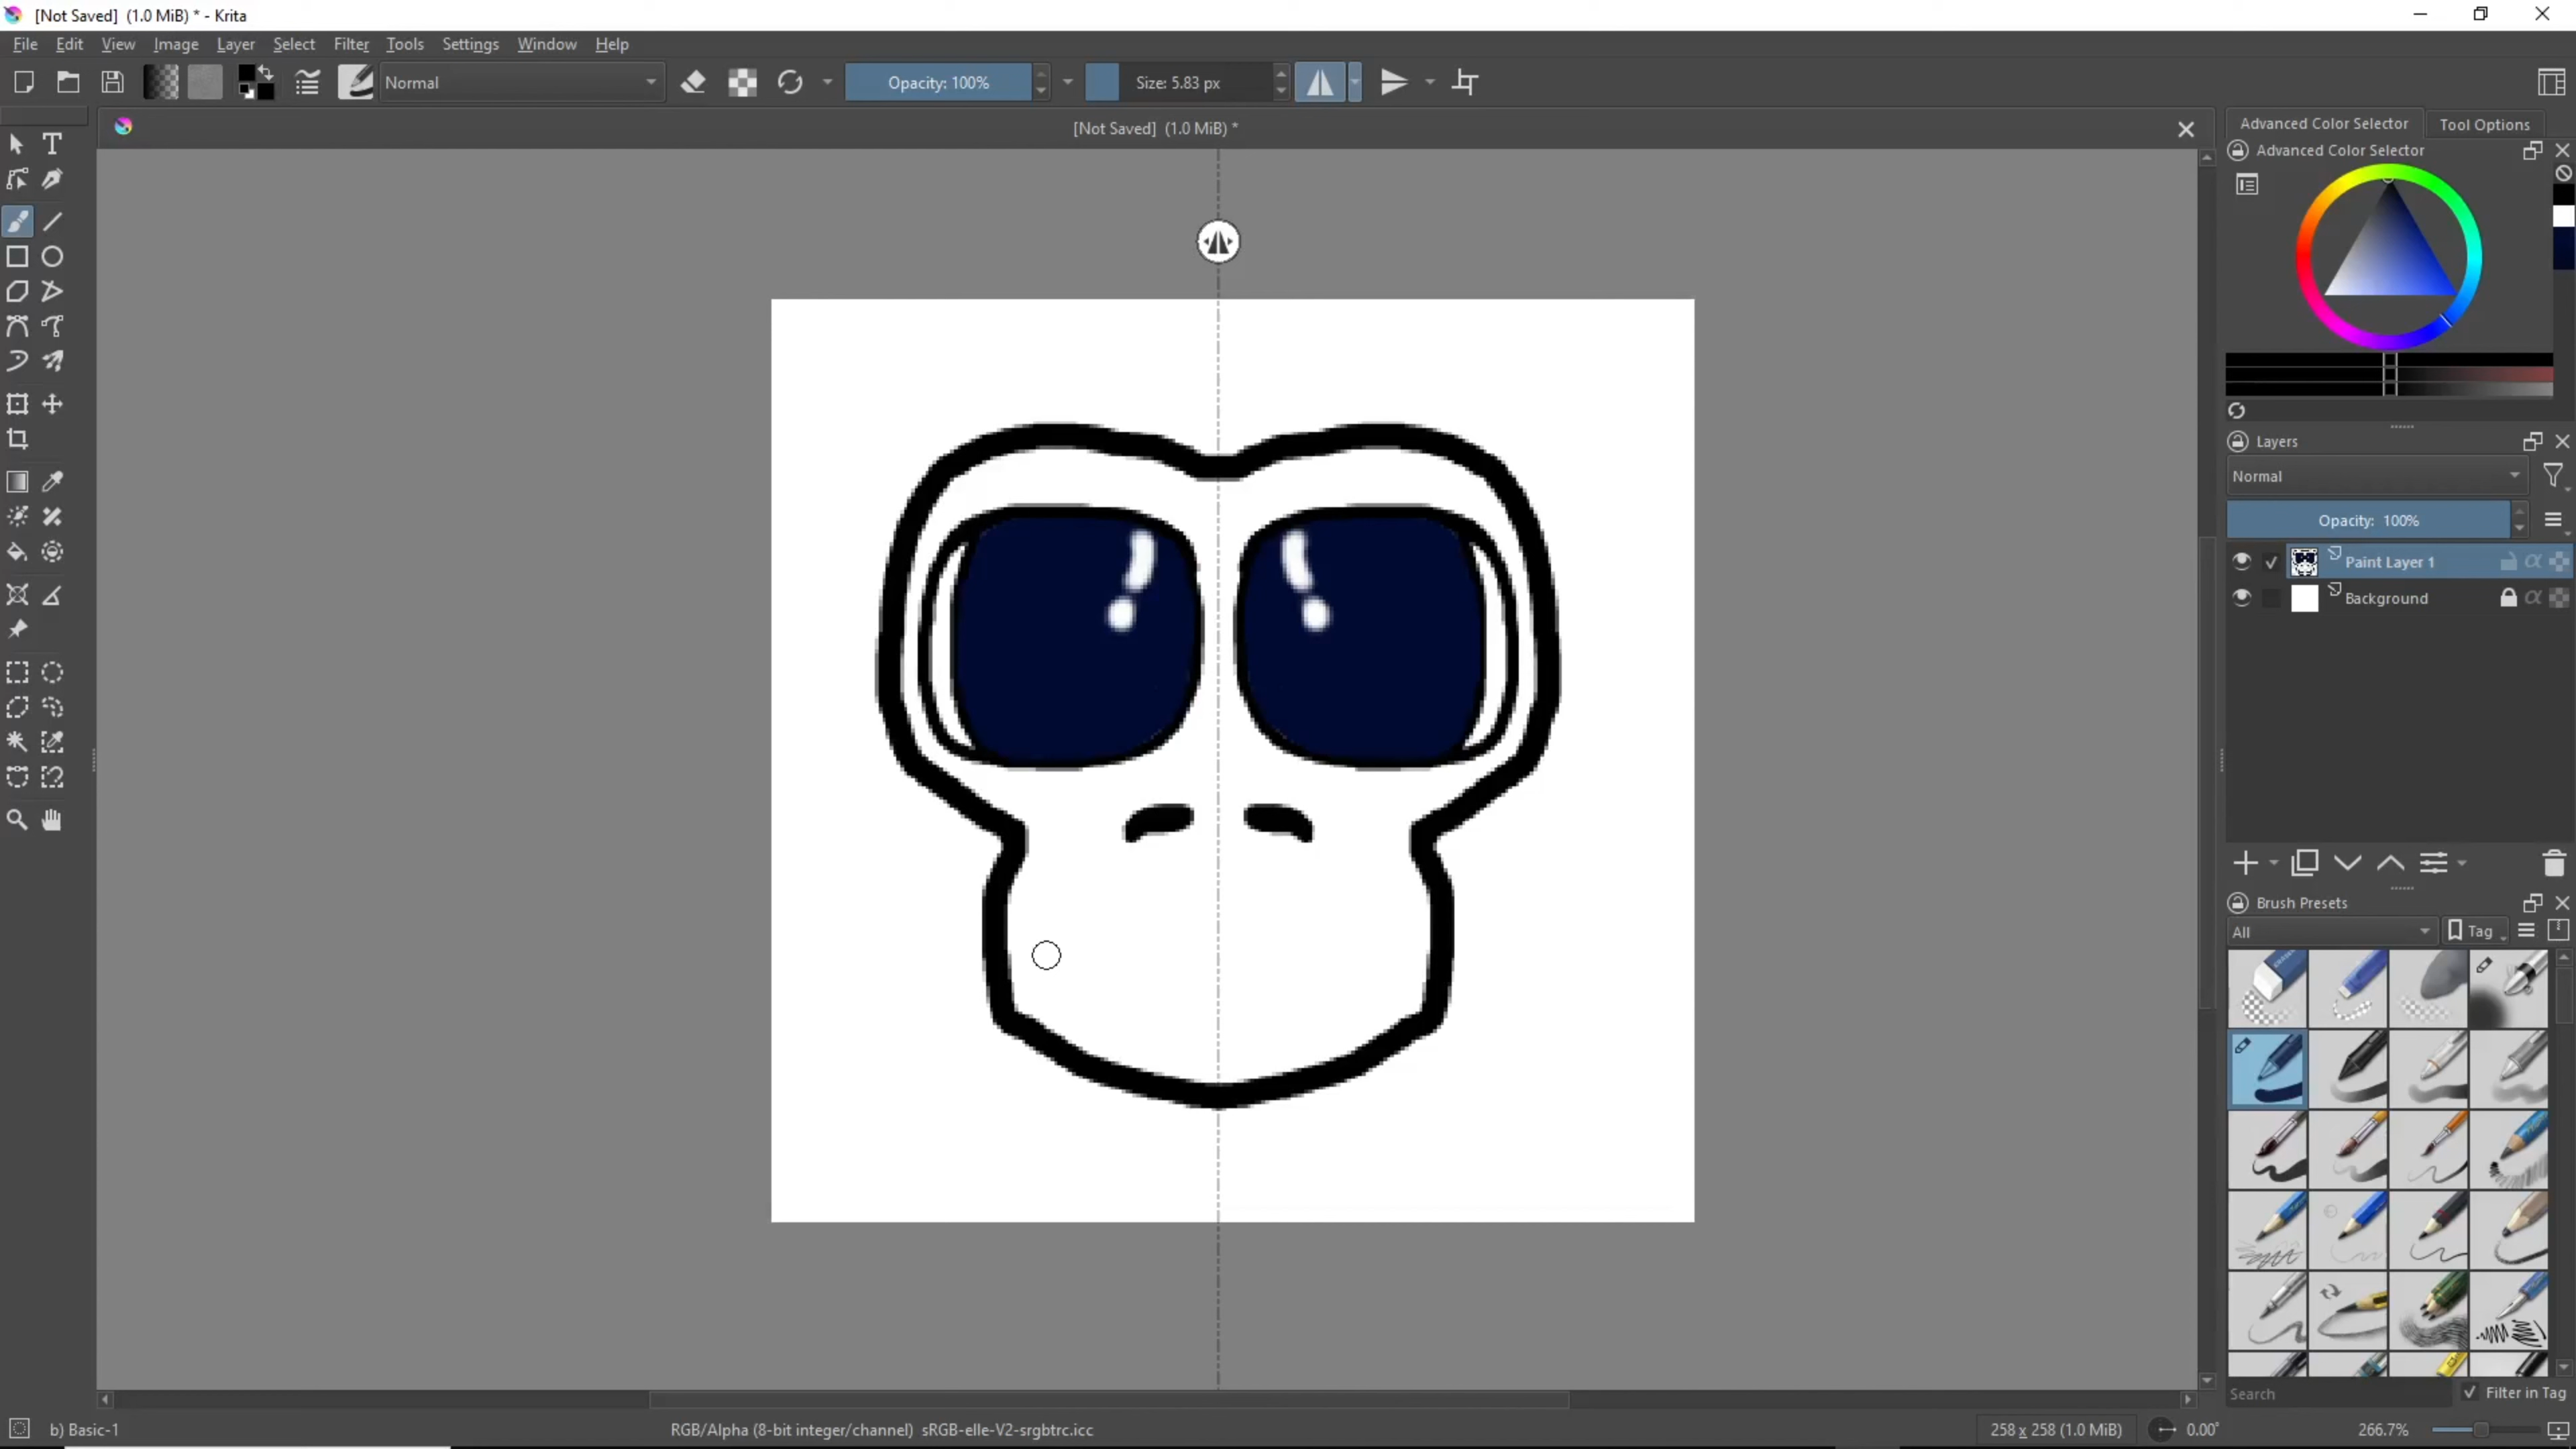 [Not Saved] (1.0 MiB) * - Krita
File Edit View Image Layer Select Filter Tools Settings Window Help
Normal Opacity: 100% Size: 5.83 px
[Not Saved] (1.0 MiB) *
Advanced Color Selector Tool Options
Advanced Color Selector
Layers
Normal
Opacity: 100%
Paint Layer 1
Background
Brush Presets
All Tag
Search Filter in Tag
b) Basic-1 RGB/Alpha (8-bit integer/channel) sRGB-elle-V2-srgbtrc.icc 258 x 258 (1.0 MiB) 0.00° 266.7%